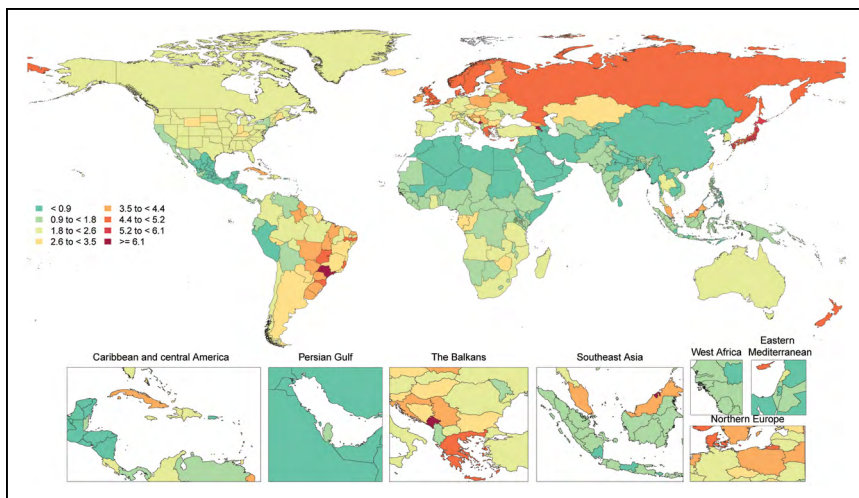 < 0.9
0.9 to < 1.8
1.8 to < 2.6
2.6 to < 3.5
3.5 to < 4.4
4.4 to < 5.2
5.2 to < 6.1
>= 6.1
Caribbean and central America
Persian Gulf
The Balkans
Southeast Asia
West Africa
Eastern
Mediterranean
Northern Europe